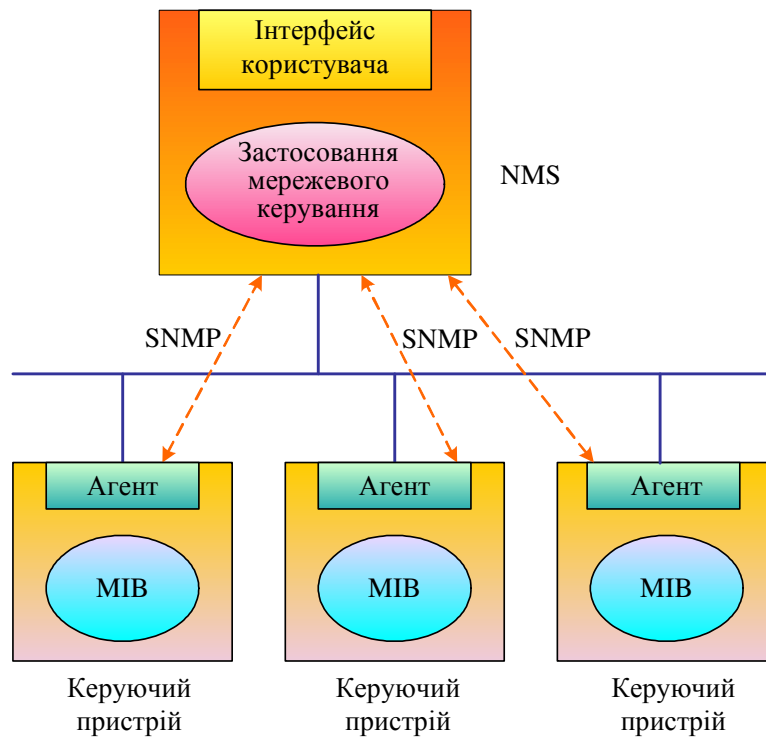 Інтерфейс
користувача
Застосовання
мережевого
керування
NMS
SNMP
SNMP
SNMP
Агент
Агент
Агент
MIB
MIB
MIB
Керуючий
пристрій
Керуючий
пристрій
Керуючий
пристрій